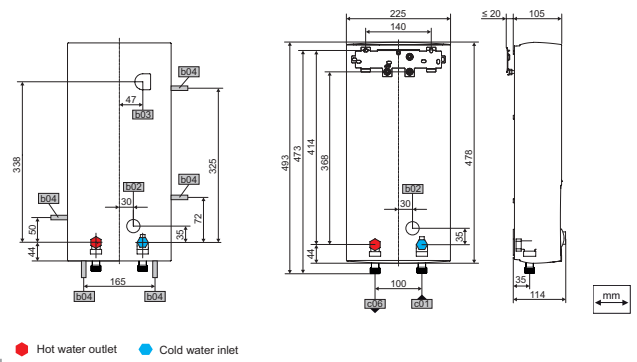 225
140
≤ 20
105
b04
47
b03
338
325
493
473
414
368
478
b04
b04
b02
30
72
50
35
44
165
b04
b04
b02
30
35
44
100
c06
c01
35
114
mm
Hot water outlet
Cold water inlet